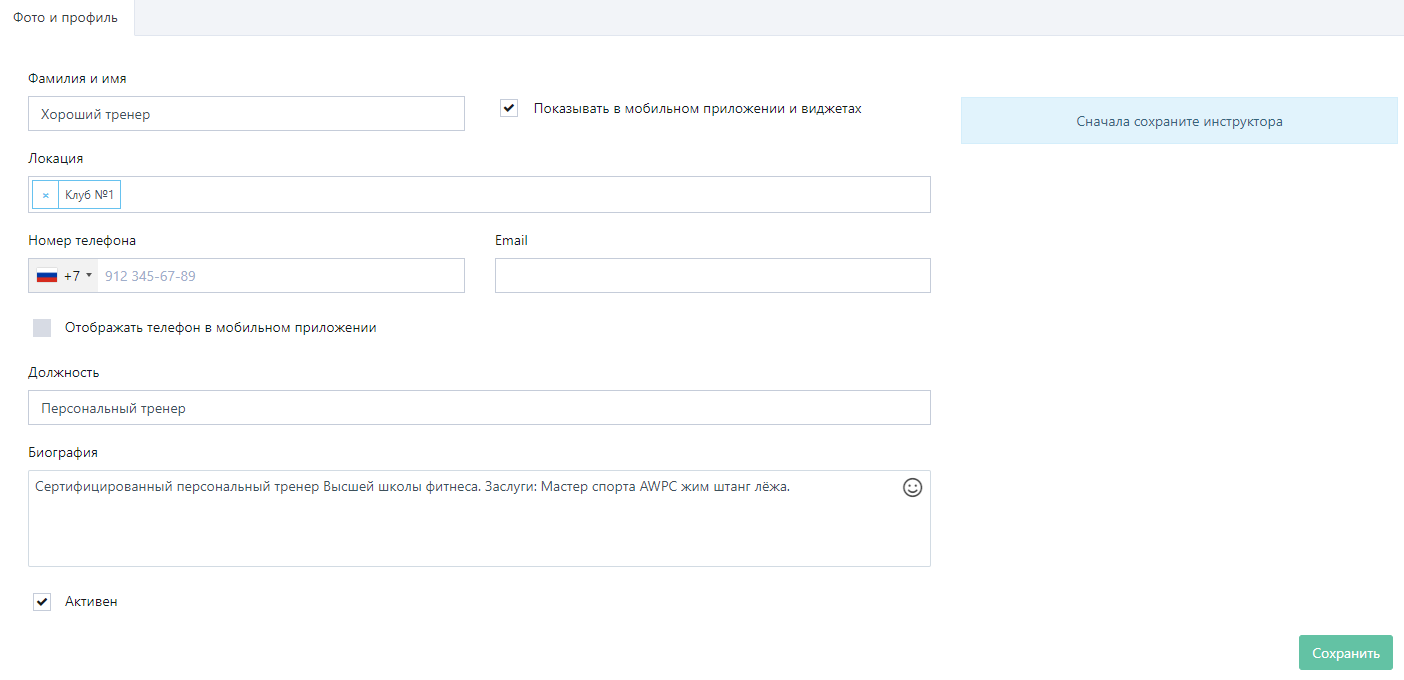 Фото и профиль
Фамилия и имя
Хороший тренер
Показывать в мобильном приложении и виджетах
Сначала сохраните инструктора
Локация
× Клуб №1
Номер телефона
Email
+7 912 345-67-89
Отображать телефон в мобильном приложении
Должность
Персональный тренер
Биография
Сертифицированный персональный тренер Высшей школы фитнеса. Заслуги: Мастер спорта AWPC жим штанг лёжа.
Активен
Сохранить